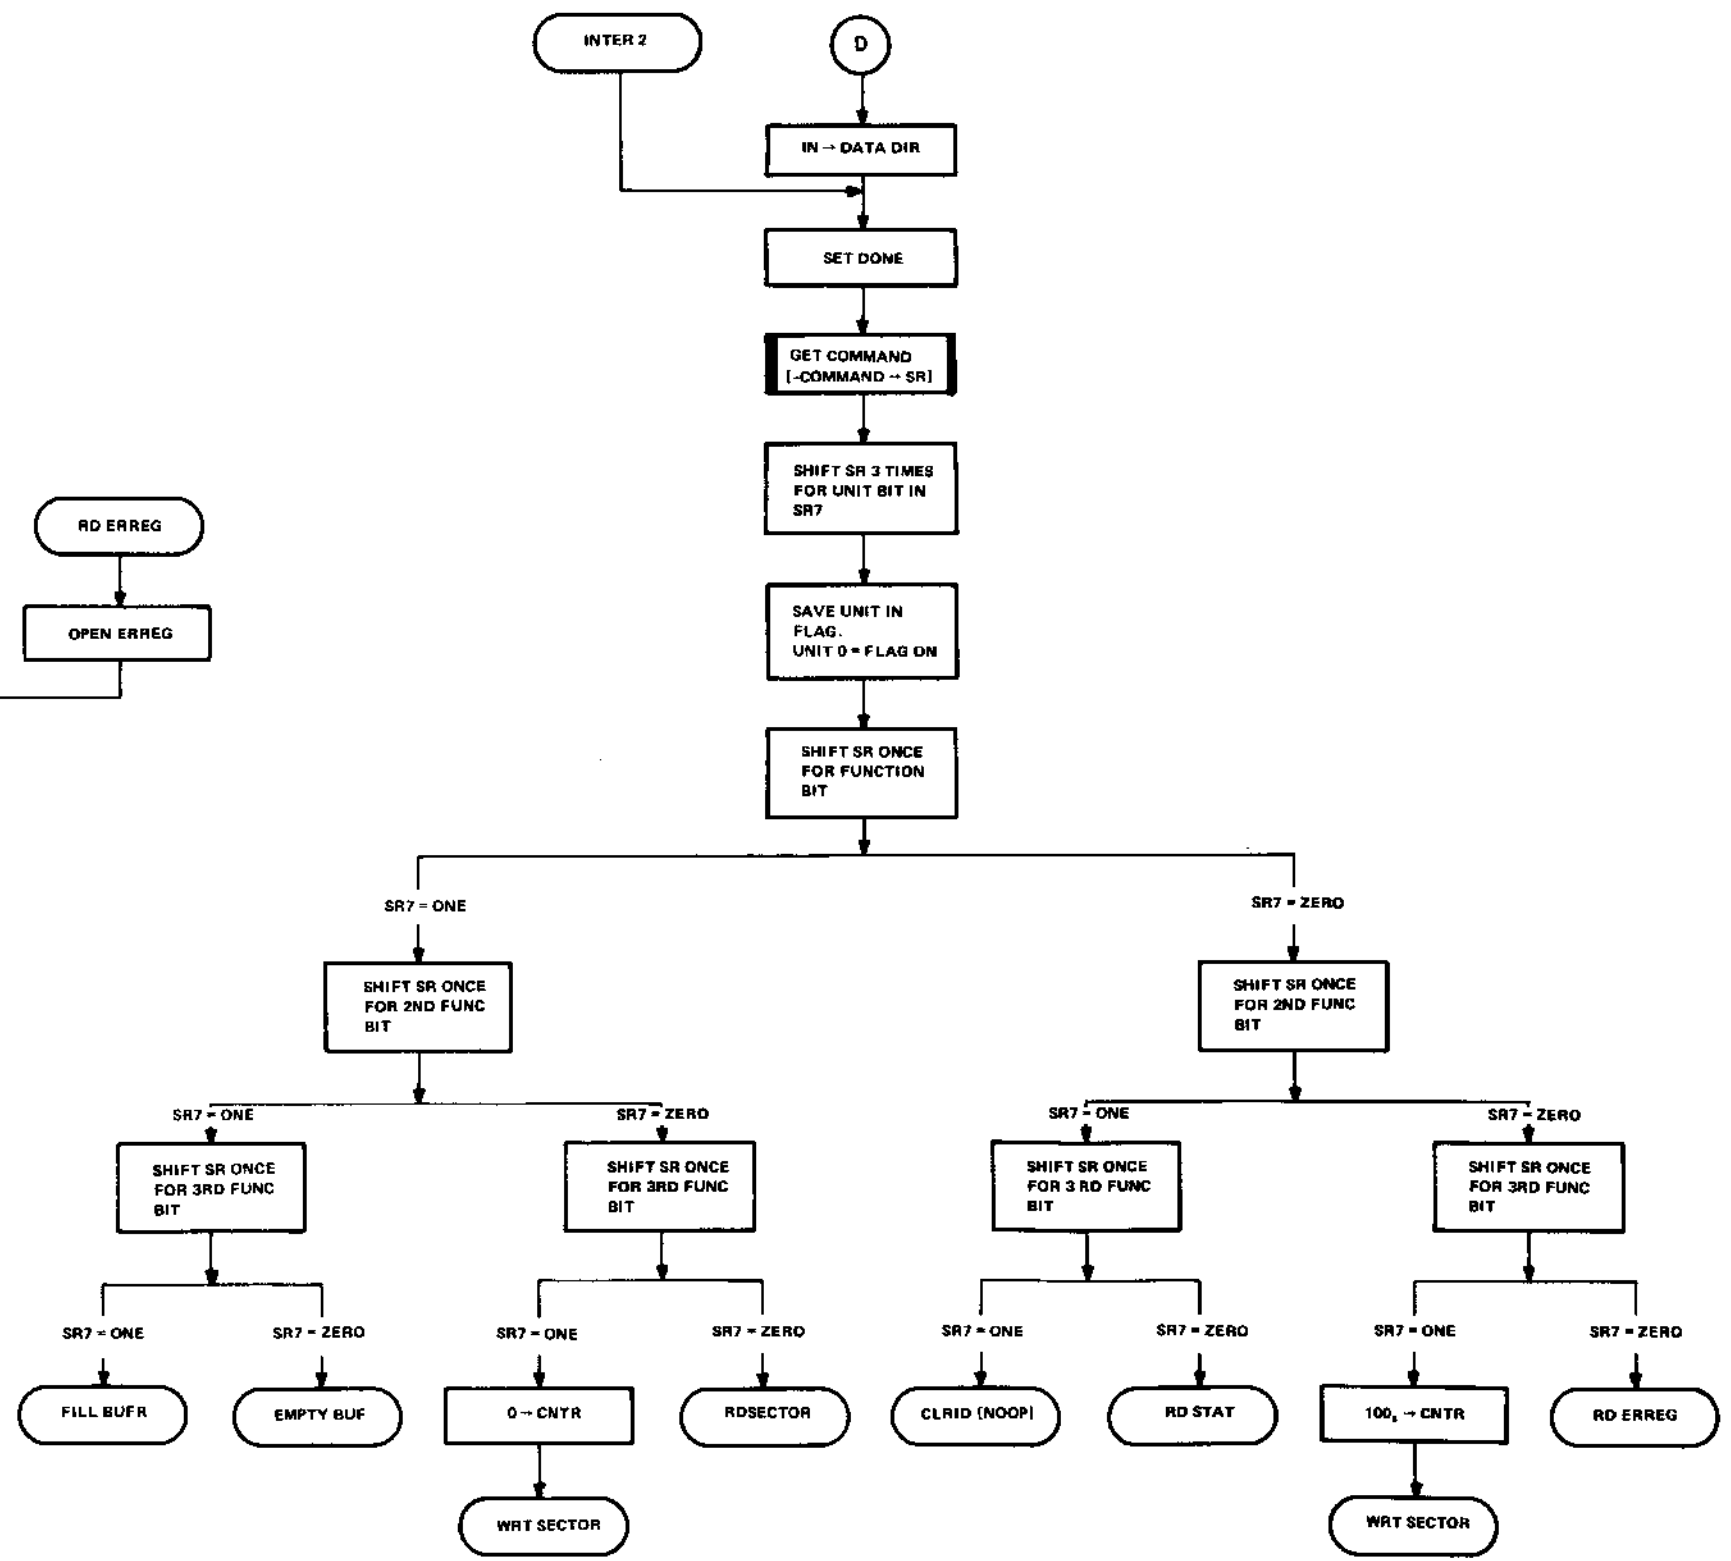 INTER 2
D
IN → DATA DIR
SET DONE
GET COMMAND
[-COMMAND → SR]
SHIFT SR 3 TIMES
FOR UNIT BIT IN
SR7
RD ERREG
OPEN ERREG
SAVE UNIT IN
FLAG.
UNIT 0 = FLAG ON
SHIFT SR ONCE
FOR FUNCTION
BIT
SR7 = ONE
SR7 = ZERO
SHIFT SR ONCE
FOR 2ND FUNC
BIT
SHIFT SR ONCE
FOR 2ND FUNC
BIT
SR7 = ONE
SR7 = ZERO
SR7 = ONE
SR7 = ZERO
SHIFT SR ONCE
FOR 3RD FUNC
BIT
SHIFT SR ONCE
FOR 3RD FUNC
BIT
SHIFT SR ONCE
FOR 3 RD FUNC
BIT
SHIFT SR ONCE
FOR 3RD FUNC
BIT
SR7 = ONE
SR7 = ZERO
SR7 = ONE
SR7 = ZERO
SR7 = ONE
SR7 = ZERO
SR7 = ONE
SR7 = ZERO
FILL BUFR
EMPTY BUF
0 → CNTR
RDSECTOR
CLRID (NOOP)
RD STAT
100₈ → CNTR
RD ERREG
WRT SECTOR
WRT SECTOR